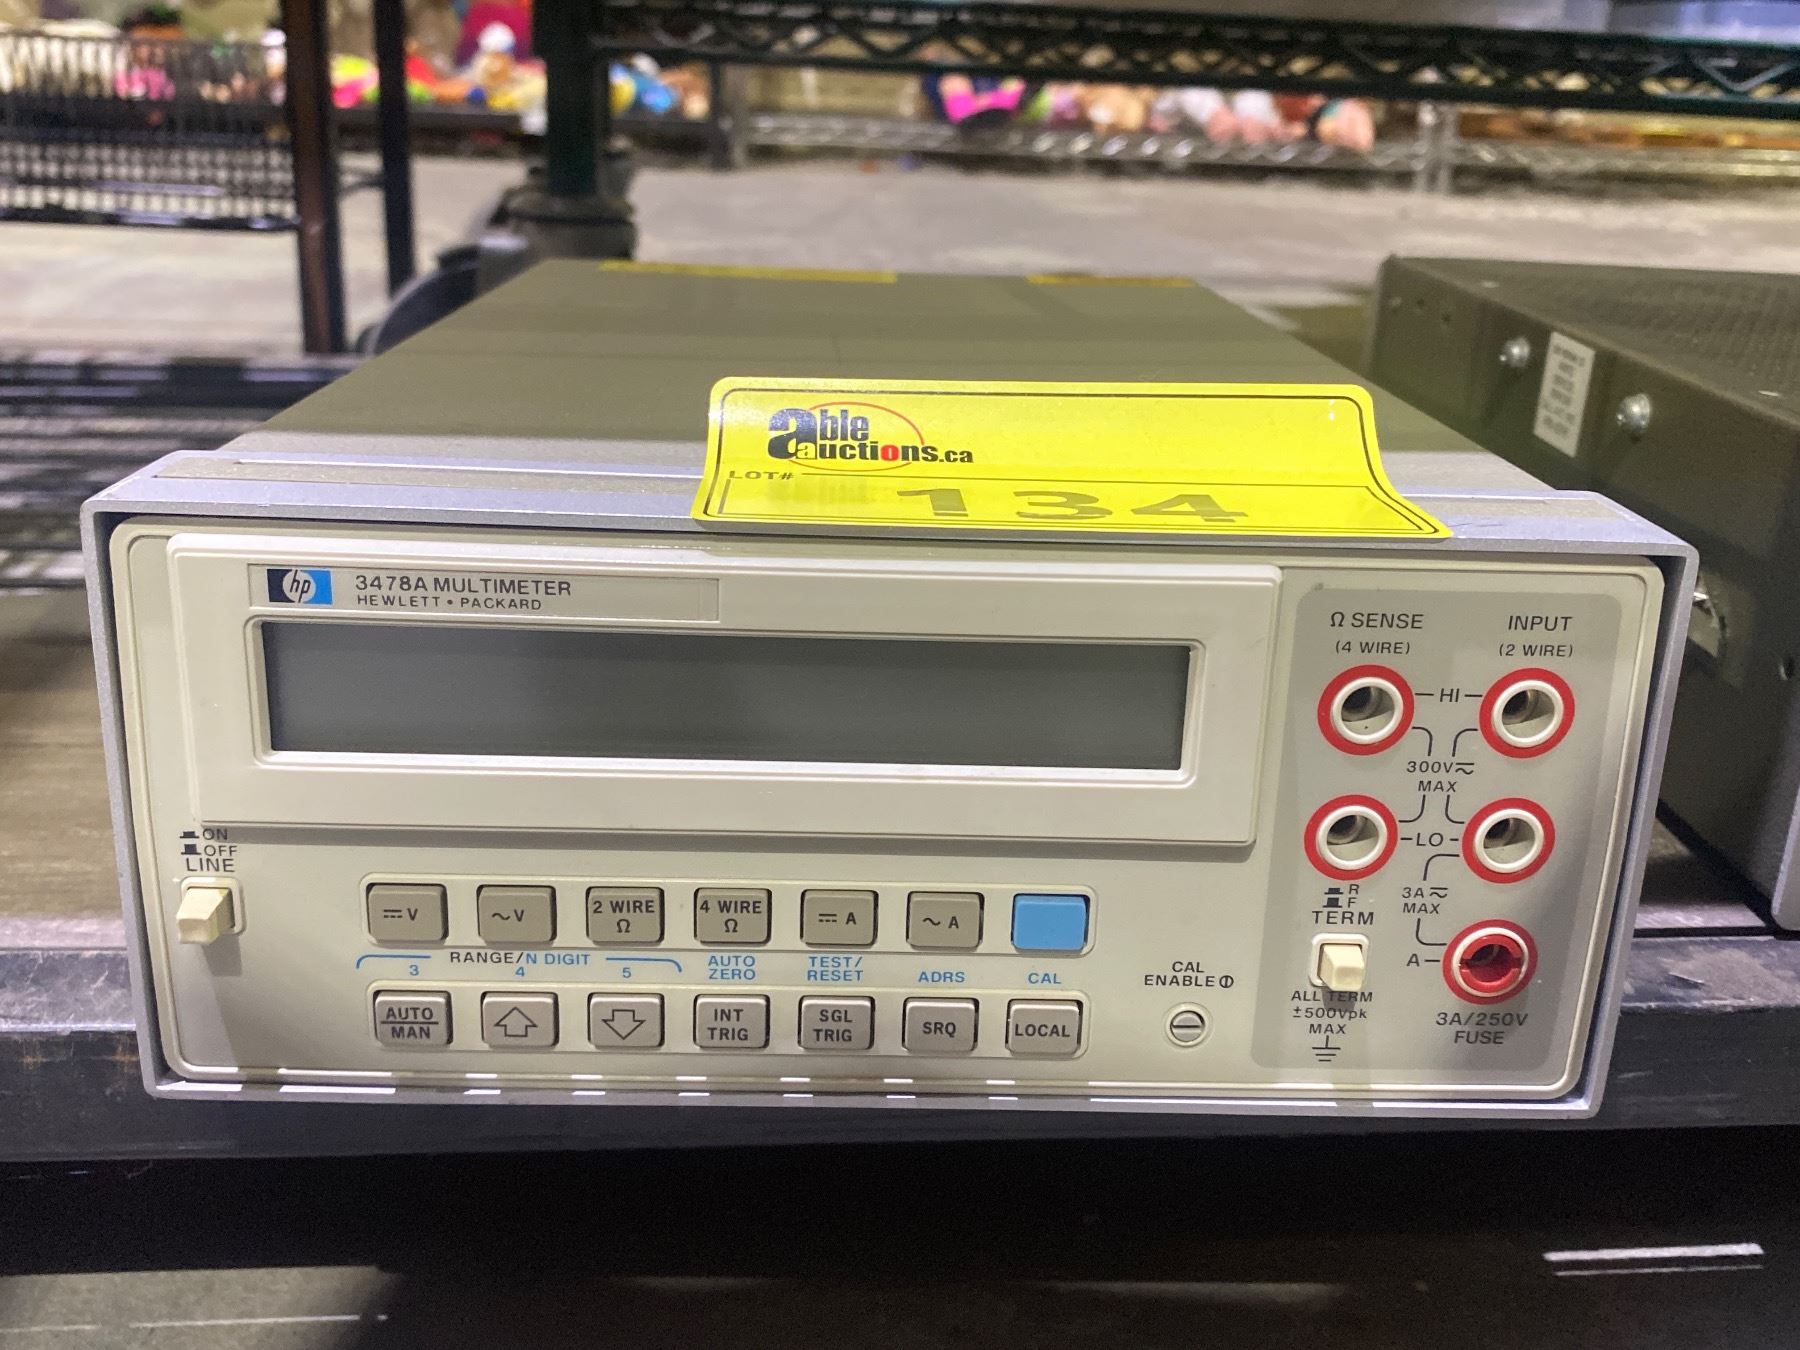 able
auctions.ca
LOT#
134
hp
3478A MULTIMETER
HEWLETT • PACKARD
Ω SENSE
(4 WIRE)
INPUT
(2 WIRE)
HI
300V⎓~
MAX
LO
3A⎓~
MAX
A
3A/250V
FUSE
R
F
TERM
ALL TERM
±500Vpk
MAX
ON
OFF
LINE
⎓V
~V
2 WIRE
Ω
4 WIRE
Ω
⎓A
~A
RANGE/N DIGIT
3
4
5
AUTO
ZERO
TEST/
RESET
ADRS
CAL
AUTO
MAN
INT
TRIG
SGL
TRIG
SRQ
LOCAL
CAL
ENABLE